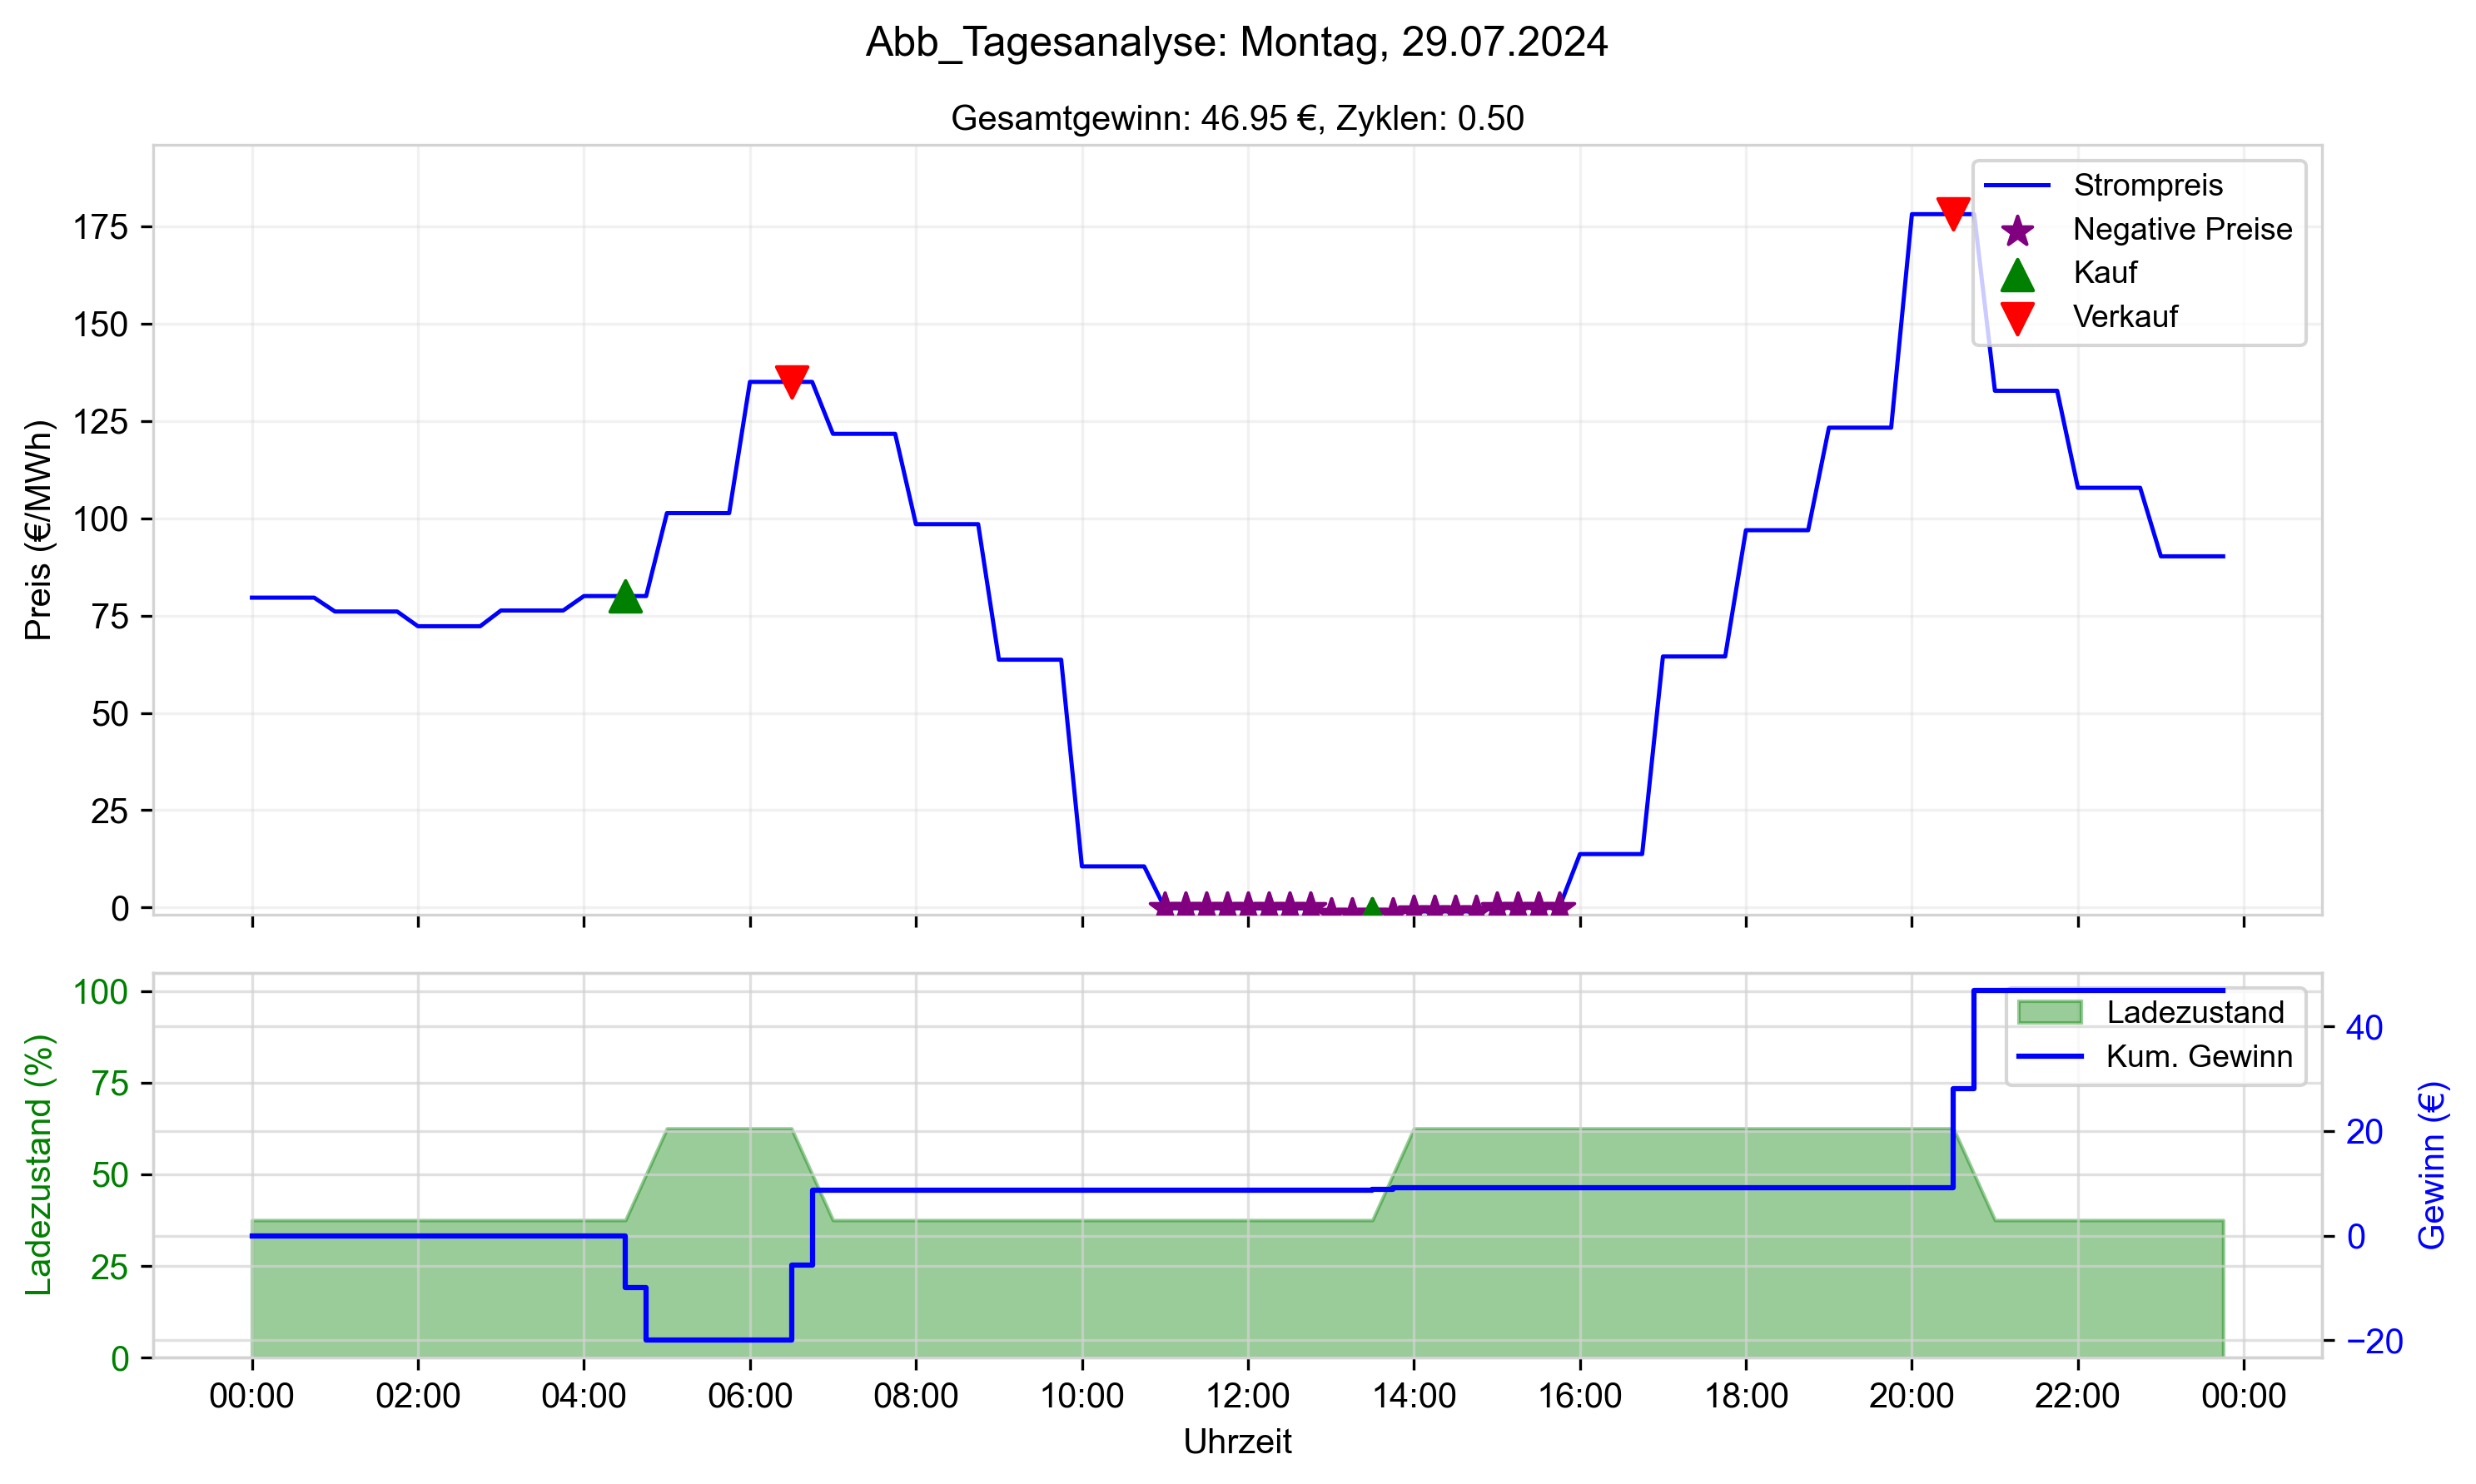 Abb_Tagesanalyse: Montag, 29.07.2024
Gesamtgewinn: 46.95 €, Zyklen: 0.50
Preis (€/MWh)
175
150
125
100
75
50
25
0
Strompreis
Negative Preise
Kauf
Verkauf
Ladezustand (%)
100
75
50
25
0
Ladezustand
Kum. Gewinn
40
20
0
−20
Gewinn (€)
00:00 02:00 04:00 06:00 08:00 10:00 12:00 14:00 16:00 18:00 20:00 22:00 00:00
Uhrzeit